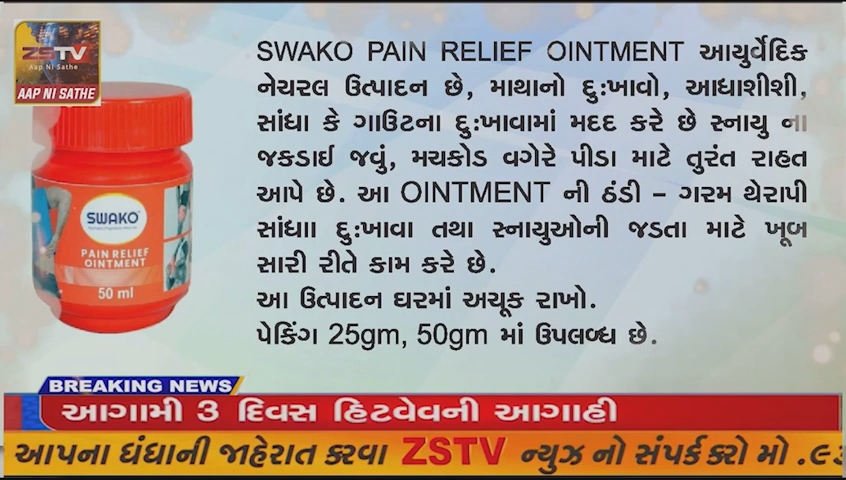 ZSTV
Aap Ni Sathe
AAP NI SATHE
SWAKO PAIN RELIEF OINTMENT આયુર્વેદિક
નેચરલ ઉત્પાદન છે, માથાનો દુઃખાવો, આધાશીશી,
સાંધા કે ગાઉટના દુઃખાવામાં મદદ કરે છે સ્નાયુ ના
જકડાઈ જવું, મચકોડ વગેરે પીડા માટે તુરંત રાહત
આપે છે. આ OINTMENT ની ઠંડી – ગરમ થેરાપી
સાંધાા દુઃખાવા તથા સ્નાયુઓની જડતા માટે ખૂબ
સારી રીતે કામ કરે છે.
આ ઉત્પાદન ઘરમાં અચૂક રાખો.
પેકિંગ 25gm, 50gm માં ઉપલબ્ધ છે.
SWAKO
PAIN RELIEF
OINTMENT
50 ml
BREAKING NEWS
આગામી 3 દિવસ હિટવેવની આગાહી
આપના ધંધાની જાહેરાત કરવા ZSTV ન્યુઝ નો સંપર્ક કરો મો .૯૩